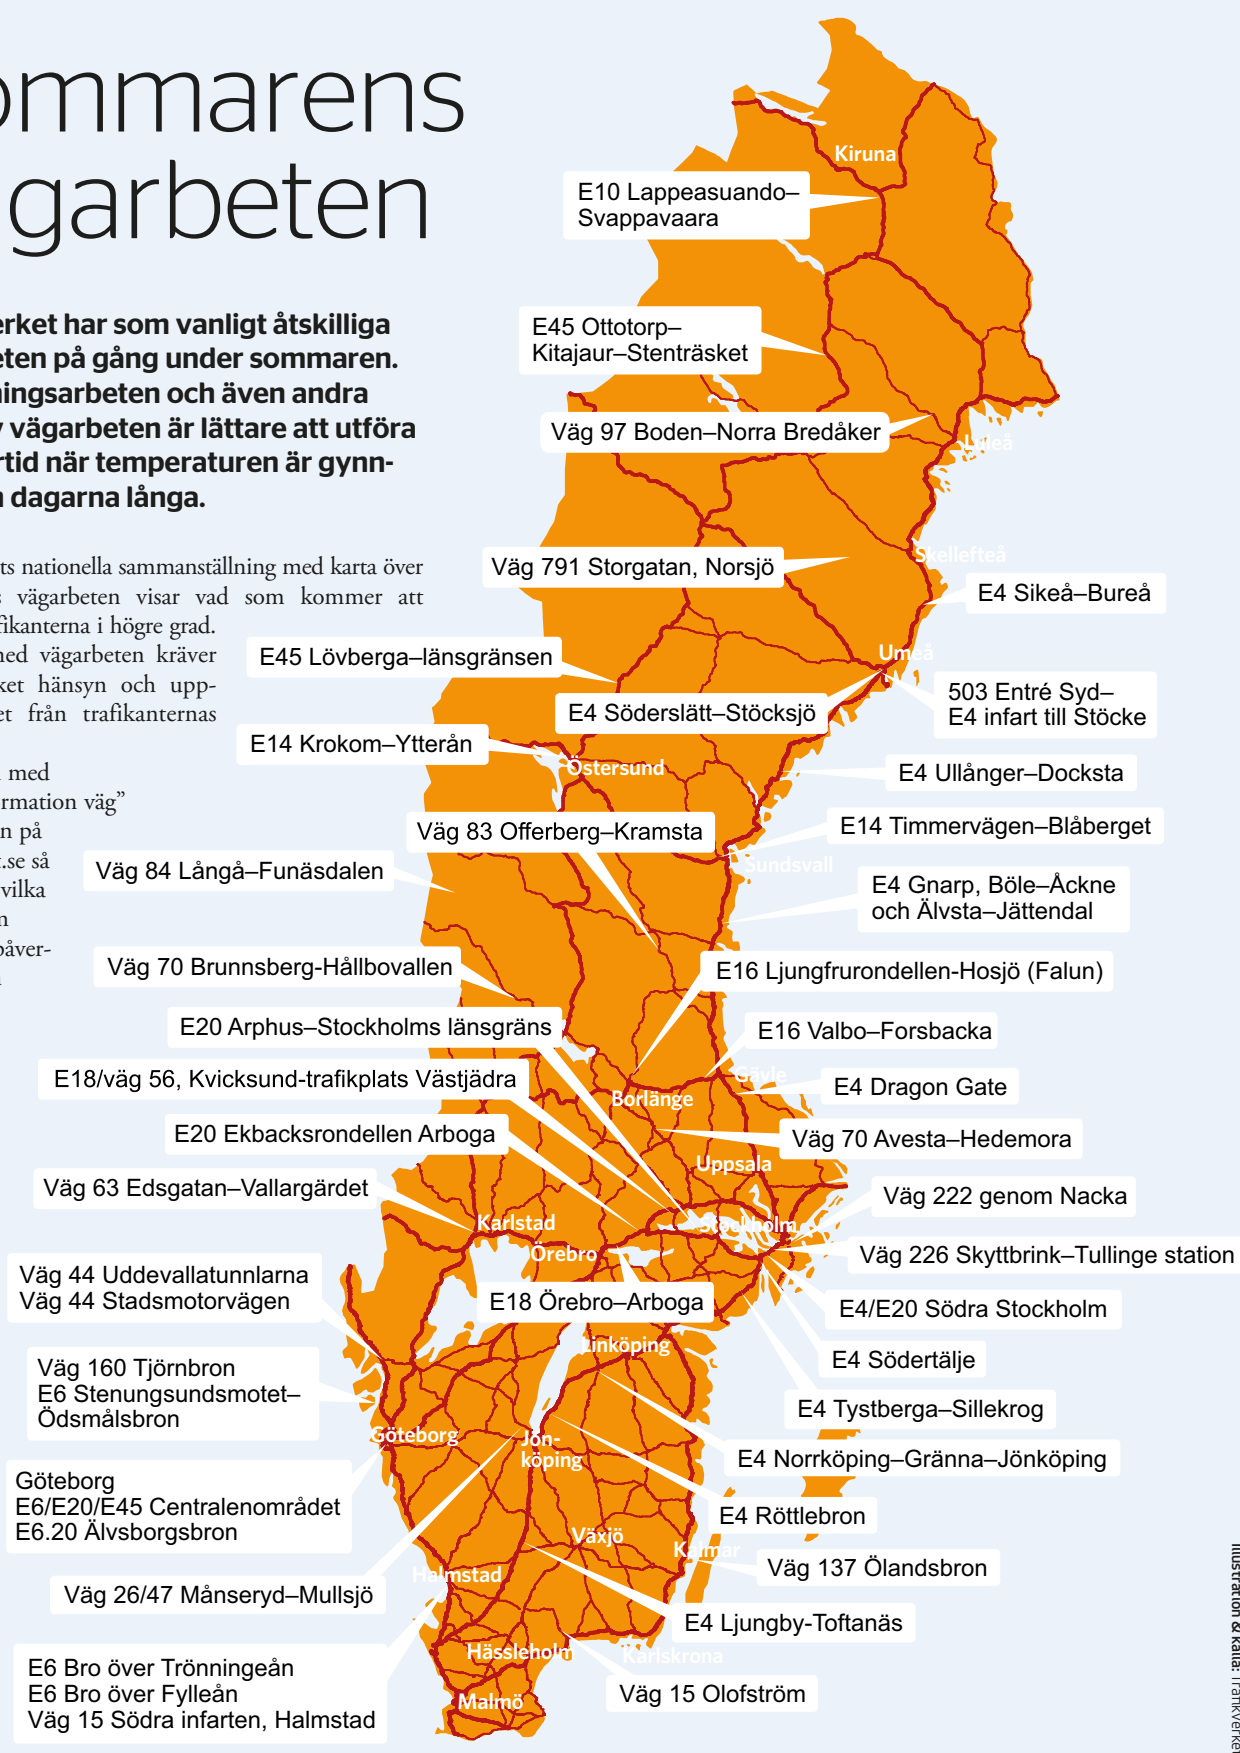 ommarens
garbeten
erket har som vanligt åtskilliga
eten på gång under sommaren.
ningsarbeten och även andra
v vägarbeten är lättare att utföra
rtid när temperaturen är gynn-
n dagarna långa.
ts nationella sammanställning med karta över
s vägarbeten visar vad som kommer att
fikanterna i högre grad.
med vägarbeten kräver
ket hänsyn och upp-
et från trafikanternas
med
ormation väg”
n på
t.se så
vilka
n
påver-
Kiruna
E10 Lappeasuando–
Svappavaara
E45 Ottotorp–
Kitajaur–Stenträsket
Väg 97 Boden–Norra Bredåker
Luleå
Väg 791 Storgatan, Norsjö
Skellefteå
E4 Sikeå–Bureå
E45 Lövberga–länsgränsen
Umeå
503 Entré Syd–
E4 infart till Stöcke
E4 Söderslätt–Stöcksjö
E14 Krokom–Ytterån
Östersund
E4 Ullånger–Docksta
Väg 83 Offerberg–Kramsta
E14 Timmervägen–Blåberget
Sundsvall
Väg 84 Långå–Funäsdalen
E4 Gnarp, Böle–Åckne
och Älvsta–Jättendal
Väg 70 Brunnsberg-Hållbovallen
E16 Ljungfrurondellen-Hosjö (Falun)
E20 Arphus–Stockholms länsgräns
E16 Valbo–Forsbacka
E18/väg 56, Kvicksund-trafikplats Västjädra
Gävle
Borlänge
E4 Dragon Gate
E20 Ekbacksrondellen Arboga
Väg 70 Avesta–Hedemora
Uppsala
Väg 63 Edsgatan–Vallargärdet
Väg 222 genom Nacka
Karlstad
Stockholm
Örebro
Väg 226 Skyttbrink–Tullinge station
Väg 44 Uddevallatunnlarna
Väg 44 Stadsmotorvägen
E18 Örebro–Arboga
E4/E20 Södra Stockholm
Linköping
E4 Södertälje
Väg 160 Tjörnbron
E6 Stenungsundsmotet–
Ödsmålsbron
E4 Tystberga–Sillekrog
Göteborg
Jön-
köping
E4 Norrköping–Gränna–Jönköping
Göteborg
E6/E20/E45 Centralenområdet
E6.20 Älvsborgsbron
E4 Röttlebron
Växjö
Kalmar
Väg 137 Ölandsbron
Halmstad
Väg 26/47 Månseryd–Mullsjö
E4 Ljungby-Toftanäs
Hässleholm
Karlskrona
E6 Bro över Trönningeån
E6 Bro över Fylleån
Väg 15 Södra infarten, Halmstad
Väg 15 Olofström
Malmö
Illustration & källa: Trafikverket